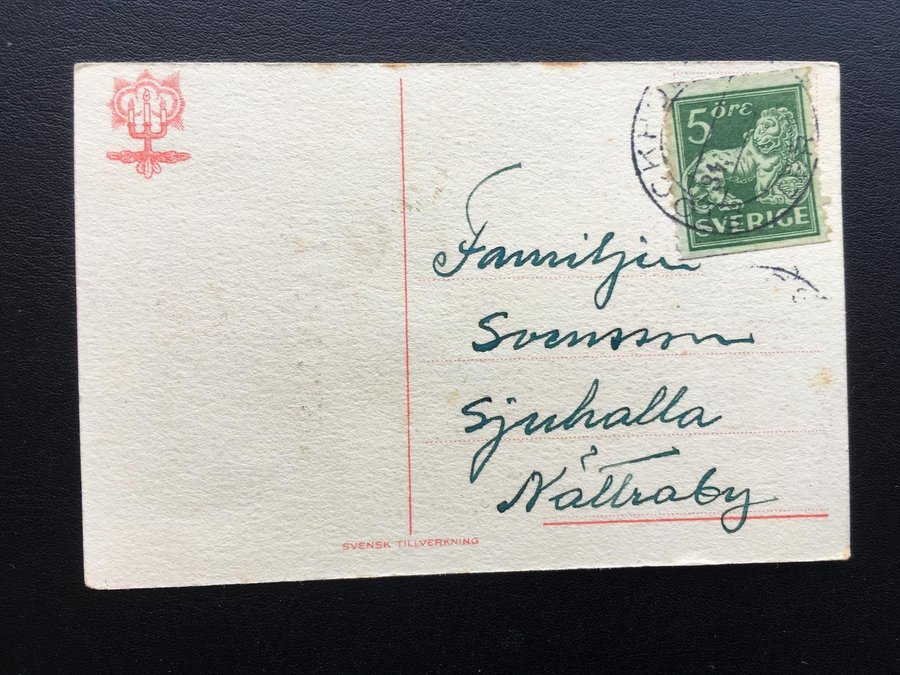 5 öre
SVERIGE
Familjen
Svensson
Sjuhalla
Nättraby
SVENSK TILLVERKNING